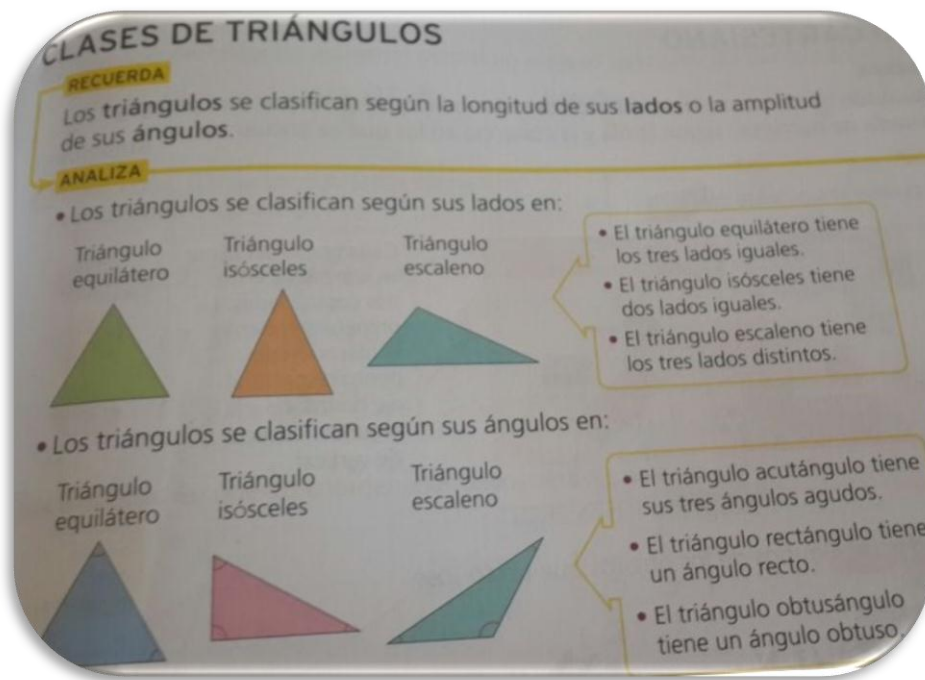 CLASES DE TRIÁNGULOS
RECUERDA
Los triángulos se clasifican según la longitud de sus lados o la amplitud
de sus ángulos.
ANALIZA
• Los triángulos se clasifican según sus lados en:
Triángulo
equilátero
Triángulo
isósceles
Triángulo
escaleno
• El triángulo equilátero tiene
los tres lados iguales.
• El triángulo isósceles tiene
dos lados iguales.
• El triángulo escaleno tiene
los tres lados distintos.
• Los triángulos se clasifican según sus ángulos en:
Triángulo
equilátero
Triángulo
isósceles
Triángulo
escaleno
• El triángulo acutángulo tiene
sus tres ángulos agudos.
• El triángulo rectángulo tiene
un ángulo recto.
• El triángulo obtusángulo
tiene un ángulo obtuso.